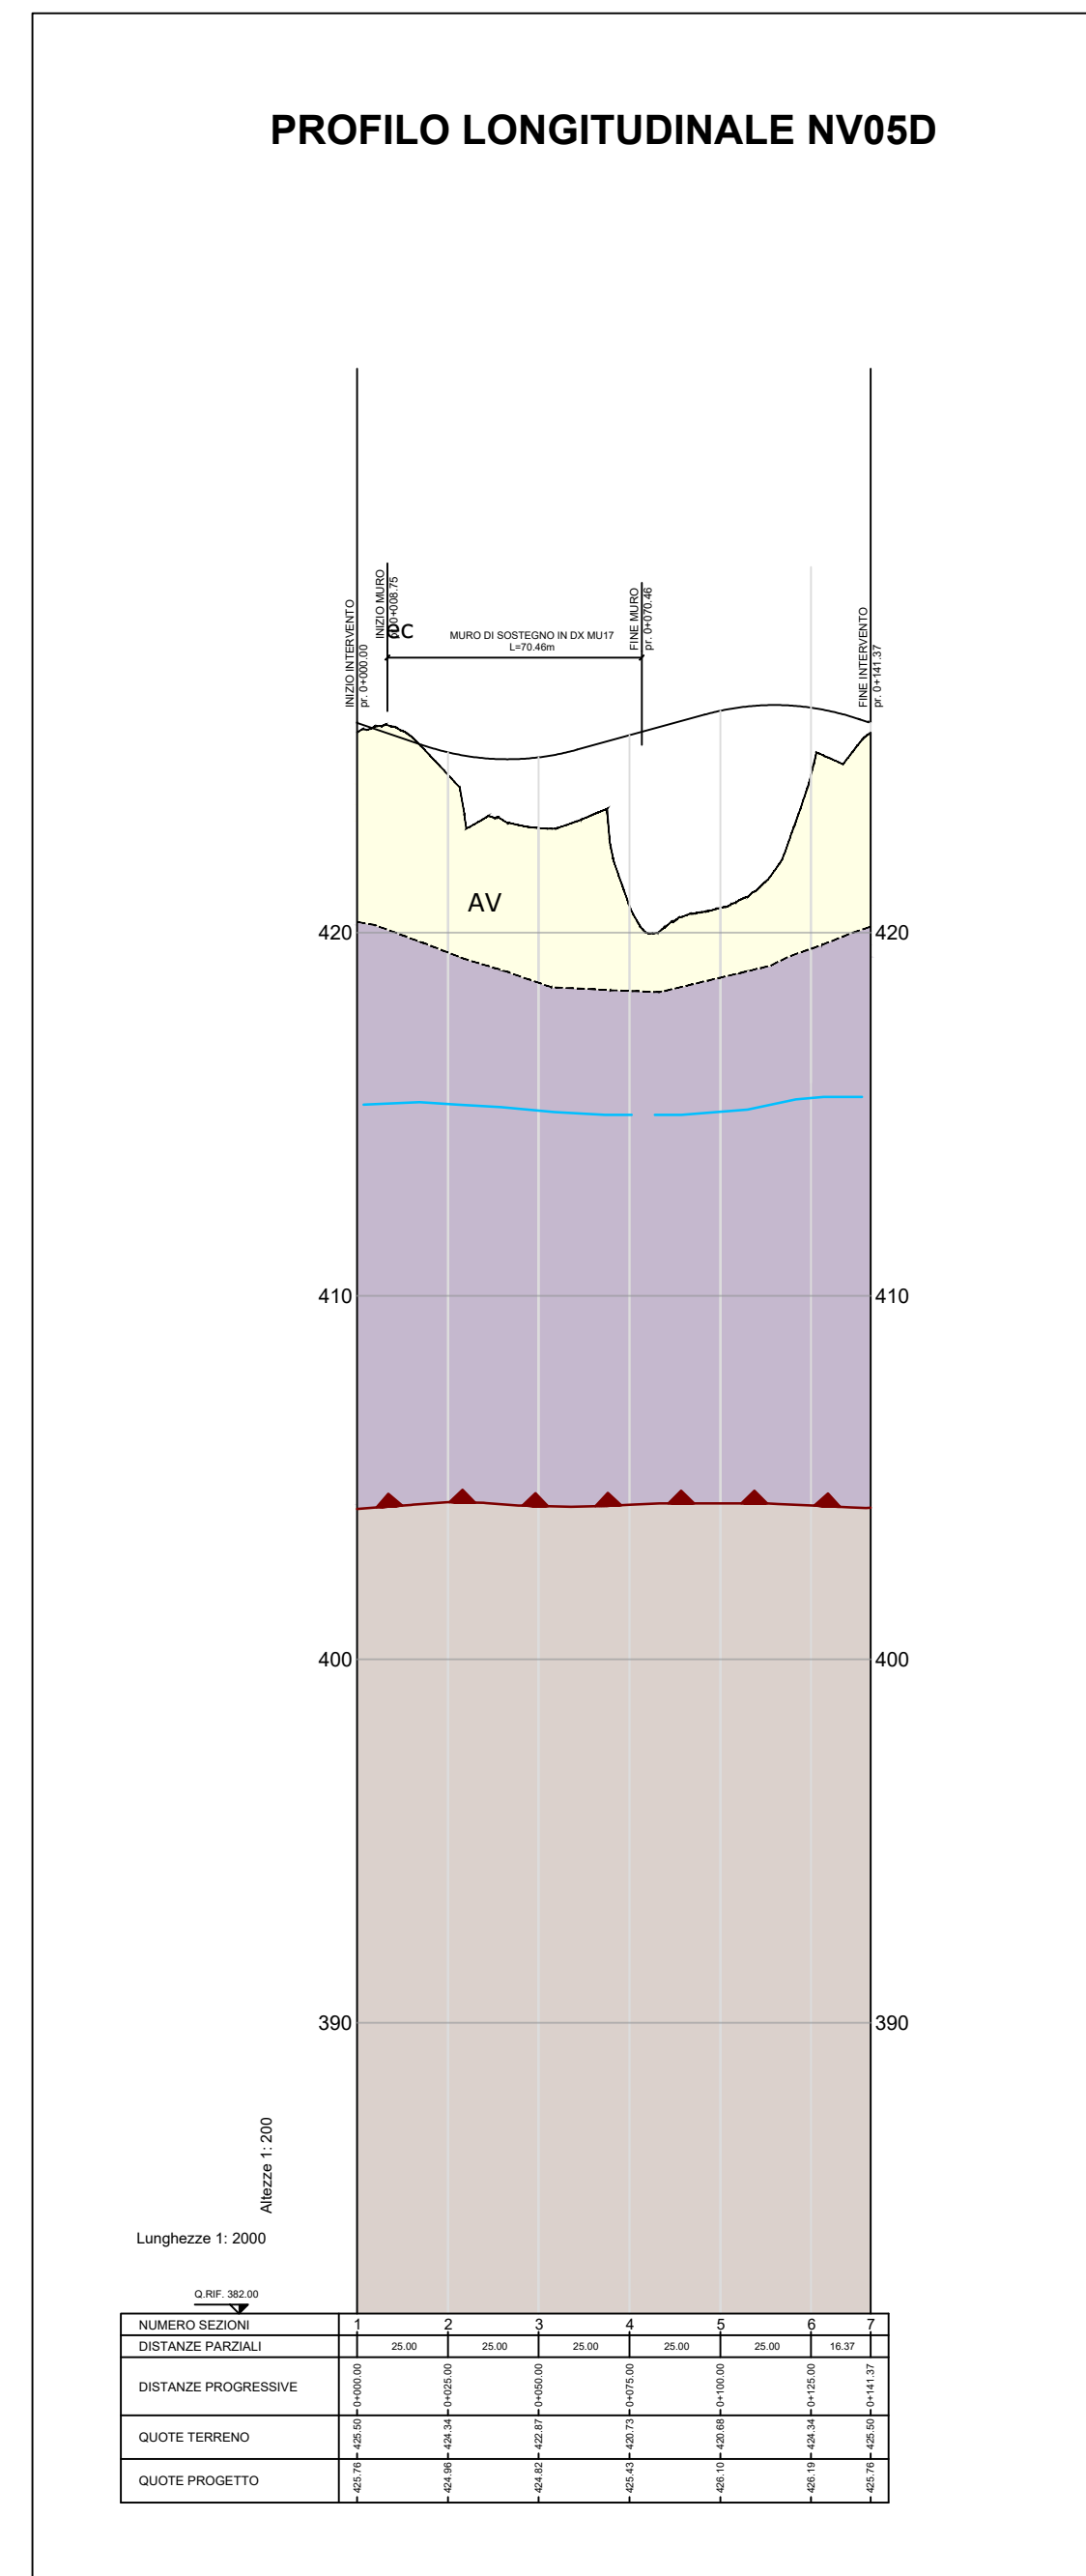 PROFILO LONGITUDINALE NV05D
INIZIO INTERVENTO
pr. 0+000.00
INIZIO MURO
000+008.75
ec
MURO DI SOSTEGNO IN DX MU17
L=70.46m
FINE MURO
pr. 0+070.46
FINE INTERVENTO
pr. 0+141.37
AV
420 420
410 410
400 400
390 390
Altezze 1: 200
Lunghezze 1: 2000
Q.RIF. 382.00
NUMERO SEZIONI 1 2 3 4 5 6 7
DISTANZE PARZIALI 25.00 25.00 25.00 25.00 25.00 16.37
DISTANZE PROGRESSIVE 0+000.00 0+025.00 0+050.00 0+075.00 0+100.00 0+125.00 0+141.37
QUOTE TERRENO 425.50 424.34 422.87 420.73 420.68 424.34 425.50
QUOTE PROGETTO 425.76 424.96 424.82 425.43 426.10 426.19 425.76